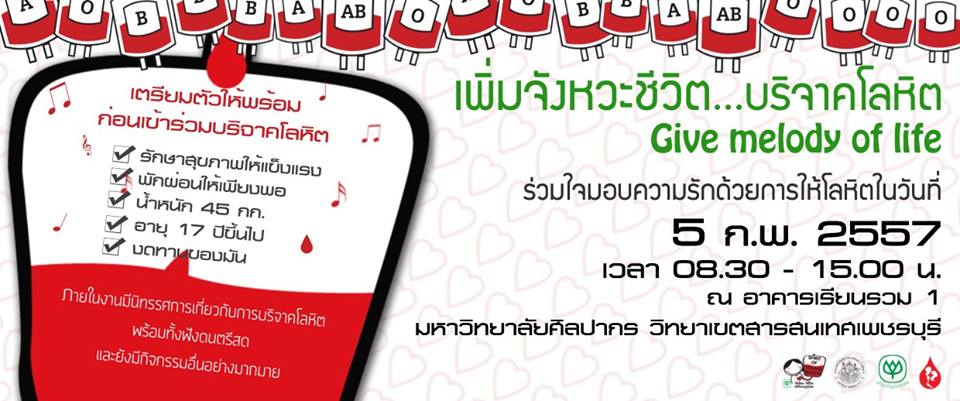 A O B B B A AB O O B B A AB O O O O
เตรียมตัวให้พร้อม
ก่อนเข้าร่วมบริจาคโลหิต
รักษาสุขภาพให้แข็งแรง
พักผ่อนให้เพียงพอ
น้ำหนัก 45 กก.
อายุ 17 ปีขึ้นไป
งดทานของมัน
ภายในงานมีนิทรรศการเกี่ยวกับการบริจาคโลหิต
พร้อมทั้งฟังดนตรีสด
และยังมีกิจกรรมอื่นอย่างมากมาย
เพิ่มจังหวะชีวิต...บริจาคโลหิต
Give melody of life
ร่วมใจมอบความรักด้วยการให้โลหิตในวันที่
5 ก.พ. 2557
เวลา 08.30 - 15.00 น.
ณ อาคารเรียนรวม 1
มหาวิทยาลัยศิลปากร วิทยาเขตสารสนเทศเพชรบุรี